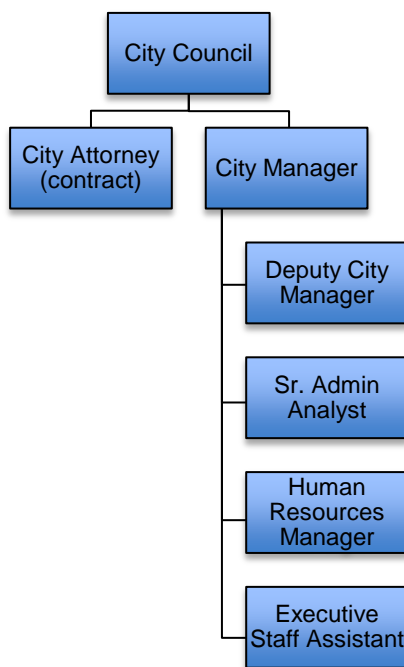 City Council
City Attorney
(contract)
City Manager
Deputy City
Manager
Sr. Admin
Analyst
Human
Resources
Manager
Executive
Staff Assistant